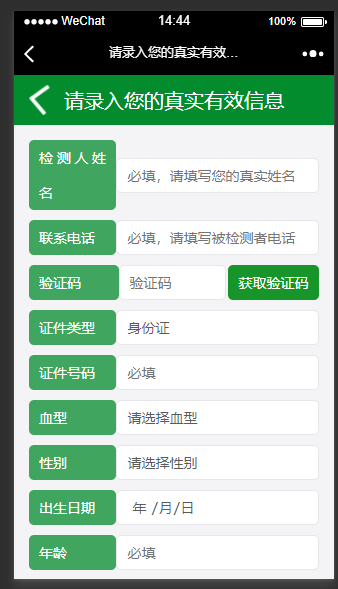 WeChat 14:44 100%
请录入您的真实有效...
请录入您的真实有效信息
检测人姓
名 必填，请填写您的真实姓名
联系电话 必填，请填写被检测者电话
验证码 验证码 获取验证码
证件类型 身份证
证件号码 必填
血型 请选择血型
性别 请选择性别
出生日期 年 /月/日
年龄 必填